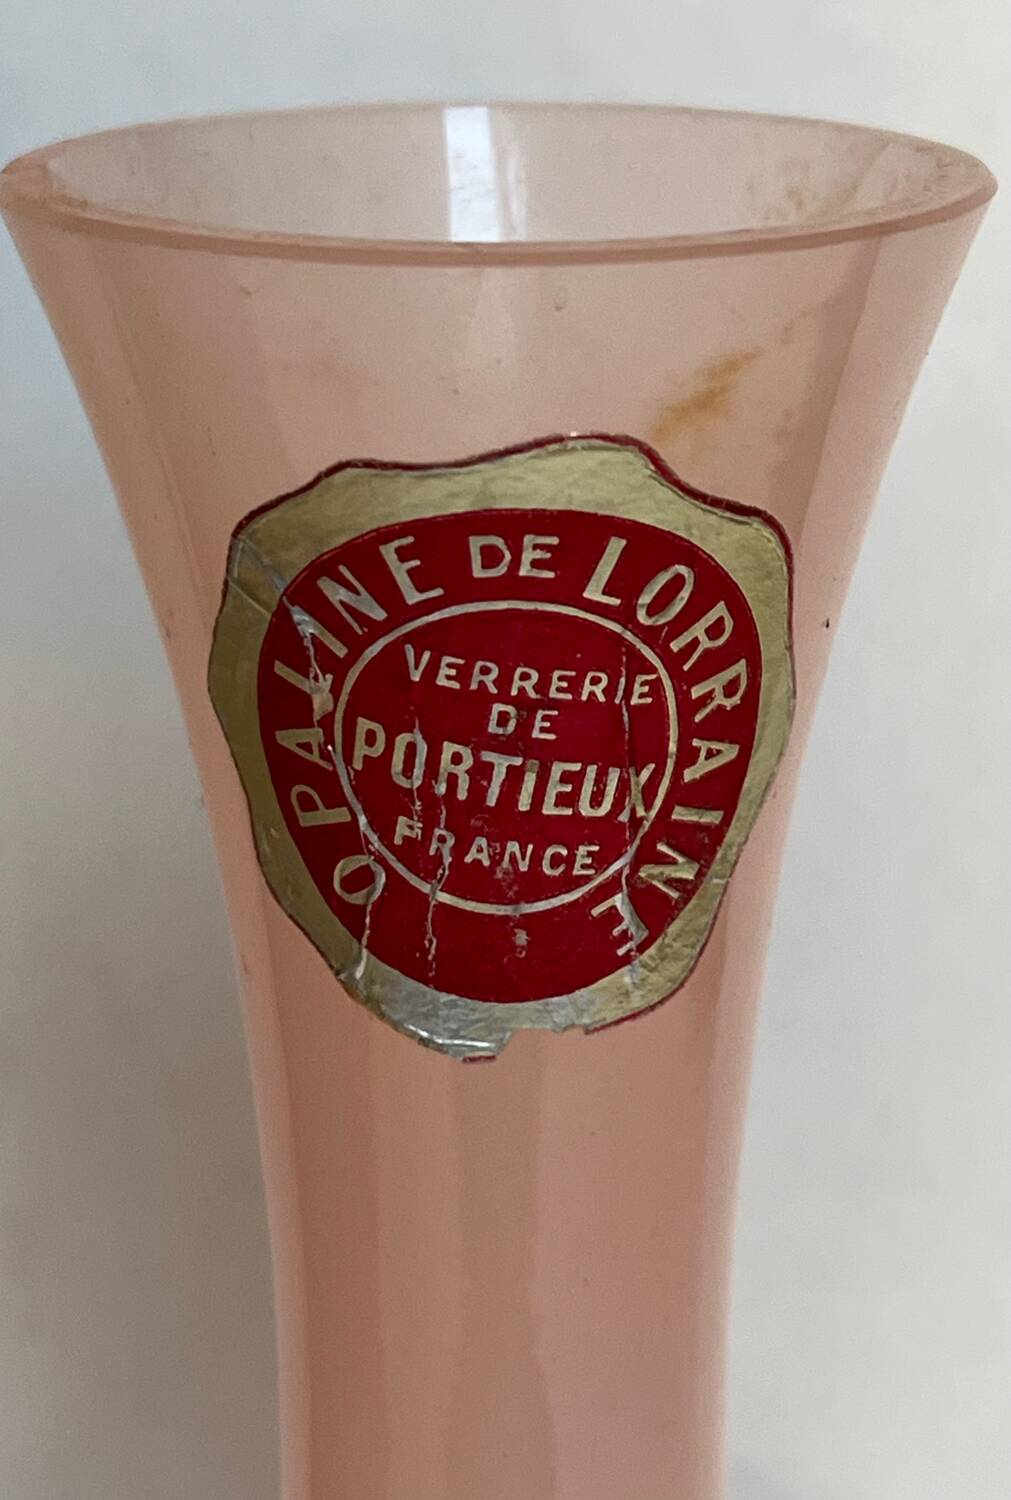 OPALINE DE LORRAINE
VERRERIE
DE
PORTIEUX
FRANCE